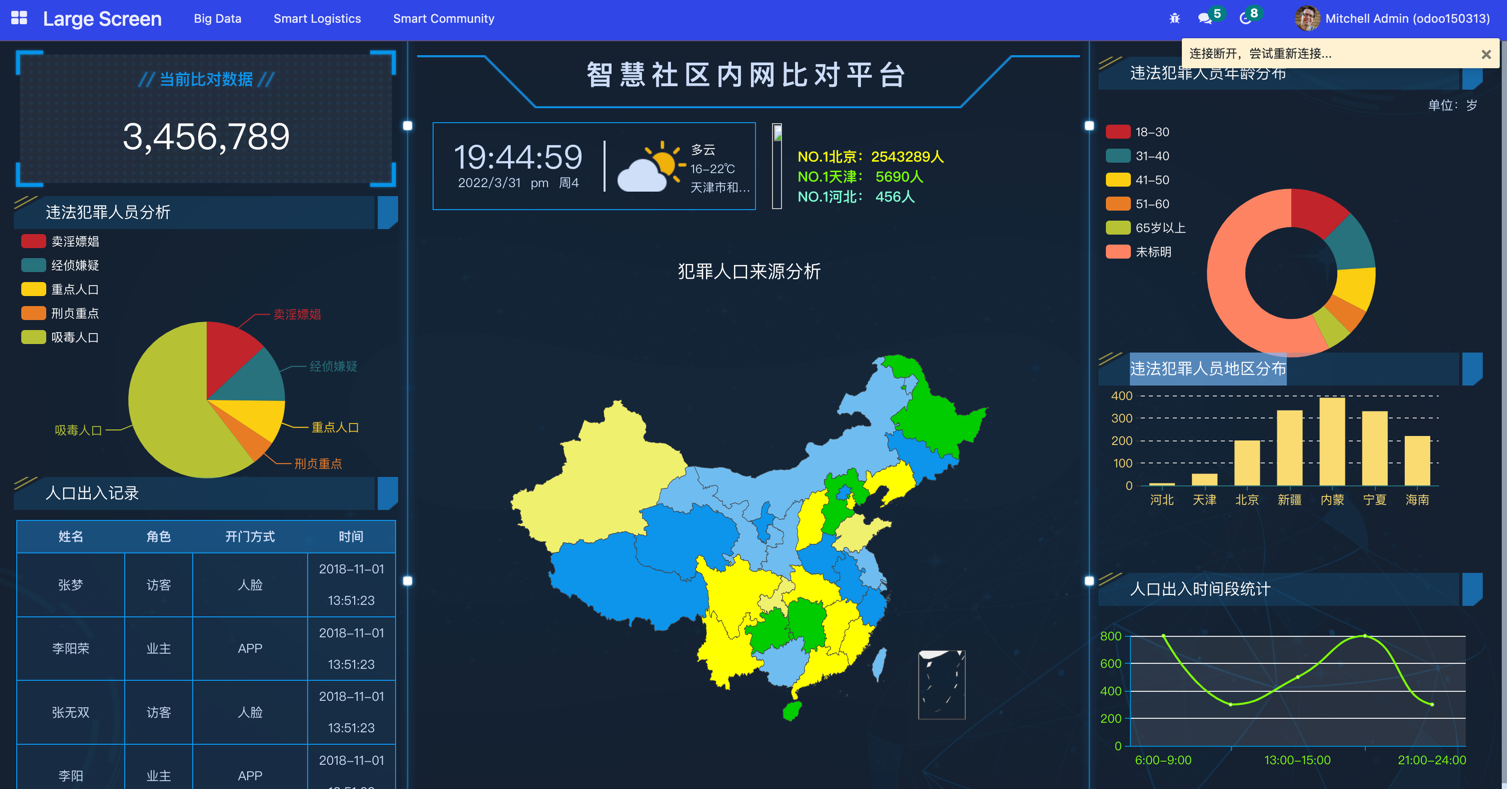 Large Screen
Big Data
Smart Logistics
Smart Community
5
8
Mitchell Admin (odoo150313)
连接断开，尝试重新连接...
// 当前比对数据 //
3,456,789
违法犯罪人员分析
卖淫嫖娼
经侦嫌疑
重点人口
刑贞重点
吸毒人口
卖淫嫖娼
经侦嫌疑
重点人口
刑贞重点
吸毒人口
人口出入记录
姓名 角色 开门方式 时间
张梦 访客 人脸 2018-11-01
13:51:23
李阳荣 业主 APP 2018-11-01
13:51:23
张无双 访客 人脸 2018-11-01
13:51:23
李阳 业主 APP 2018-11-01
智慧社区内网比对平台
19:44:59
2022/3/31 pm 周4
多云
16-22℃
天津市和...
NO.1北京：2543289人
NO.1天津： 5690人
NO.1河北： 456人
犯罪人口来源分析
违法犯罪人员年龄分布
单位：岁
18-30
31-40
41-50
51-60
65岁以上
未标明
违法犯罪人员地区分布
400
300
200
100
0
河北 天津 北京 新疆 内蒙 宁夏 海南
人口出入时间段统计
800
600
400
200
0
6:00-9:00 13:00-15:00 21:00-24:00